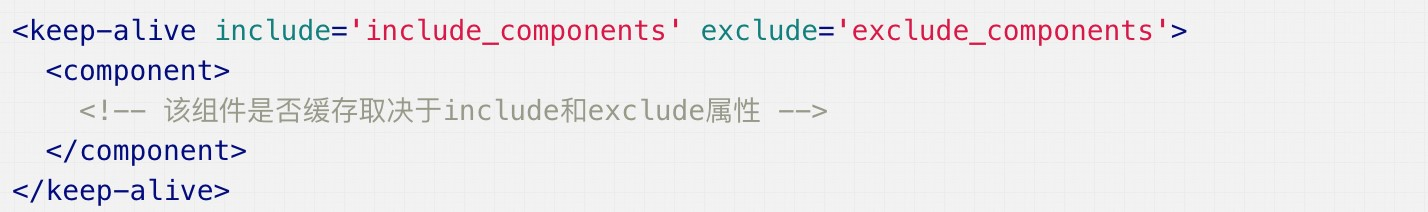 <keep-alive include='include_components' exclude='exclude_components'>
  <component>
    <!-- 该组件是否缓存取决于include和exclude属性 -->
  </component>
</keep-alive>